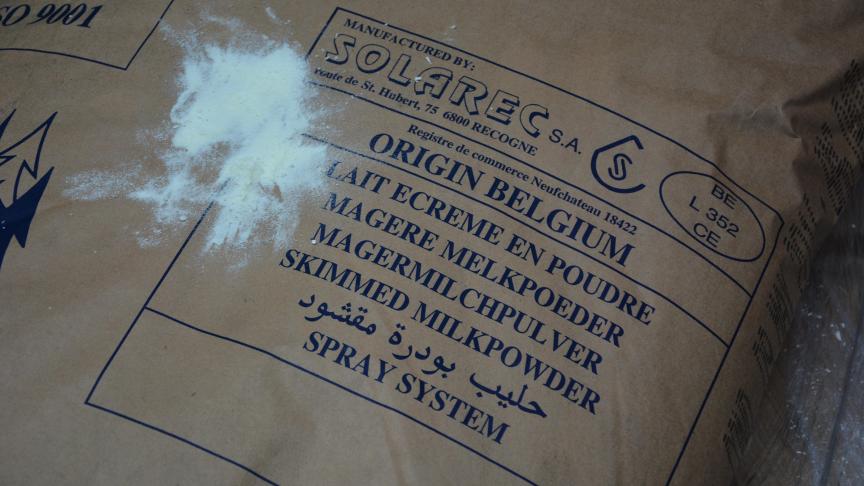 ISO 9001
MANUFACTURED BY:
SOLAREC S.A.
route de St. Hubert, 75 6800 RECOGNE
Registre de commerce Neufchateau 18422
S
BE
L 352
CE
ORIGIN BELGIUM
LAIT ECREME EN POUDRE
MAGERE MELKPOEDER
MAGERMILCHPULVER
SKIMMED MILKPOWDER
حليب بودرة مقشود
SPRAY SYSTEM